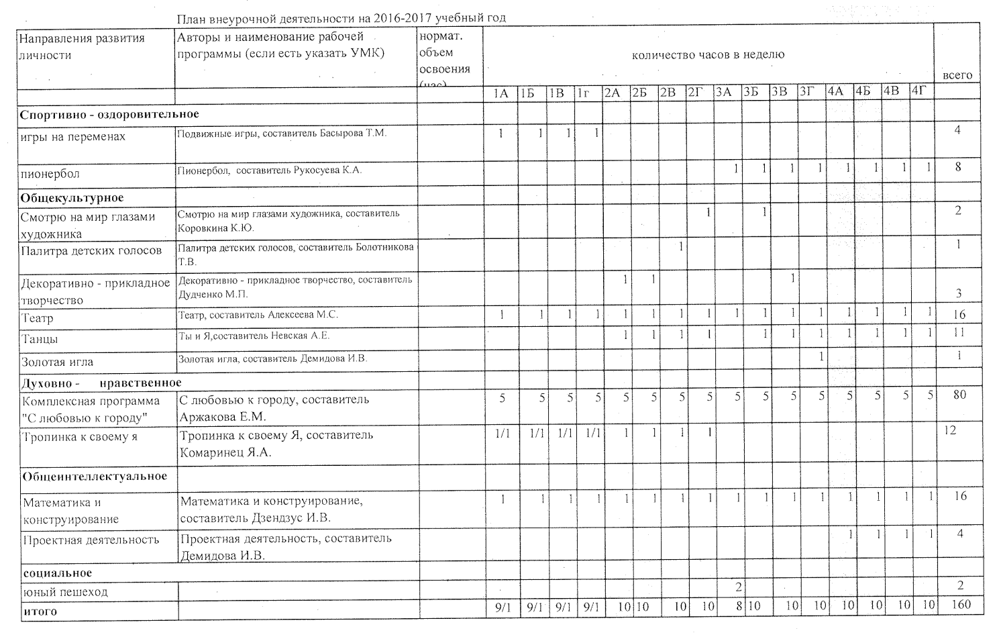 План внеурочной деятельности на 2016-2017 учебный год
Направления развития личности | Авторы и наименование рабочей программы (если есть указать УМК) | нормат. объем освоения (час) | количество часов в неделю | всего
1А 1Б 1В 1г 2А 2Б 2В 2Г 3А 3Б 3В 3Г 4А 4Б 4В 4Г
Спортивно - оздоровительное
игры на переменах | Подвижные игры, составитель Басырова Т.М. | 1 1 1 1 | 4
пионербол | Пионербол, составитель Рукосуева К.А. | 1 1 1 1 1 1 1 1 | 8
Общекультурное
Смотрю на мир глазами художника | Смотрю на мир глазами художника, составитель Коровкина К.Ю. | 1 1 | 2
Палитра детских голосов | Палитра детских голосов, составитель Болотникова Т.В. | 1 | 1
Декоративно - прикладное творчество | Декоративно - прикладное творчество, составитель Дудченко М.П. | 1 1 1 | 3
Театр | Театр, составитель Алексеева М.С. | 1 1 1 1 1 1 1 1 1 1 1 1 1 1 1 1 | 16
Танцы | Ты и Я,составитель Невская А.Е. | 1 1 1 1 1 1 1 1 1 1 1 | 11
Золотая игла | Золотая игла, составитель Демидова И.В. | 1 | 1
Духовно - нравственное
Комплексная программа "С любовью к городу" | С любовью к городу, составитель Аржакова Е.М. | 5 5 5 5 5 5 5 5 5 5 5 5 5 5 5 5 | 80
Тропинка к своему я | Тропинка к своему Я, составитель Комаринец Я.А. | 1/1 1/1 1/1 1/1 1 1 1 1 | 12
Общеинтеллектуальное
Математика и конструирование | Математика и конструирование, составитель Дзендзус И.В. | 1 1 1 1 1 1 1 1 1 1 1 1 1 1 1 1 | 16
Проектная деятельность | Проектная деятельность, составитель Демидова И.В. | 1 1 1 1 | 4
социальное
юный пешеход | 2 | 2
итого | 9/1 9/1 9/1 9/1 10 10 10 10 8 10 10 10 10 10 10 10 | 160